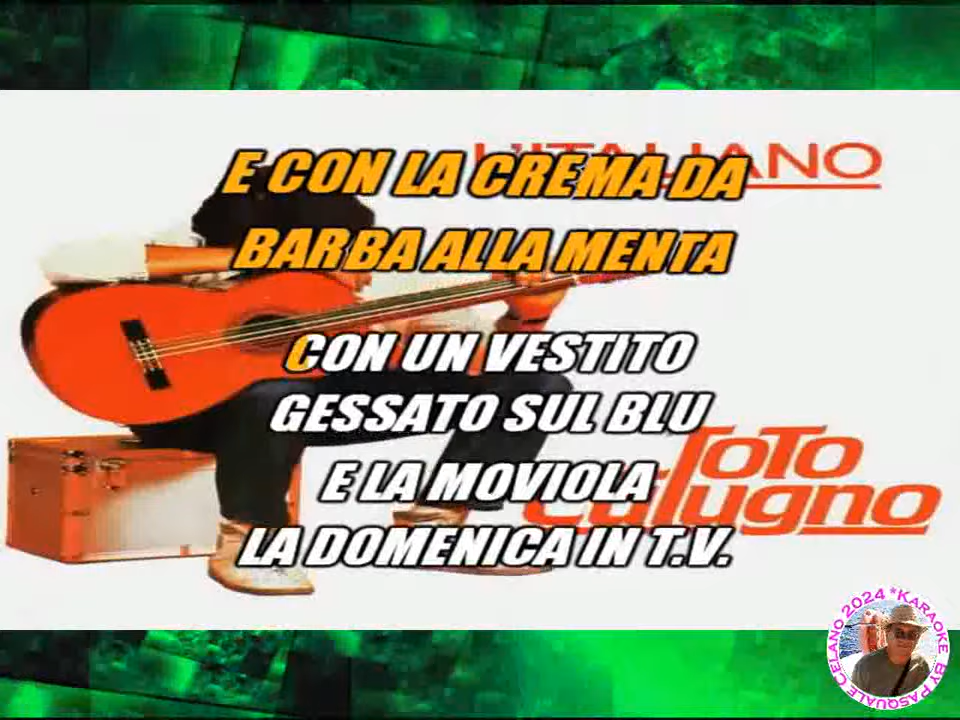 L'ITALIANO
E CON LA CREMA DA
BARBA ALLA MENTA
CON UN VESTITO
GESSATO SUL BLU
E LA MOVIOLA
LA DOMENICA IN T.V.
TOTO
cutugno
PASQUALE CELANO 2024 *KARAOKE BY